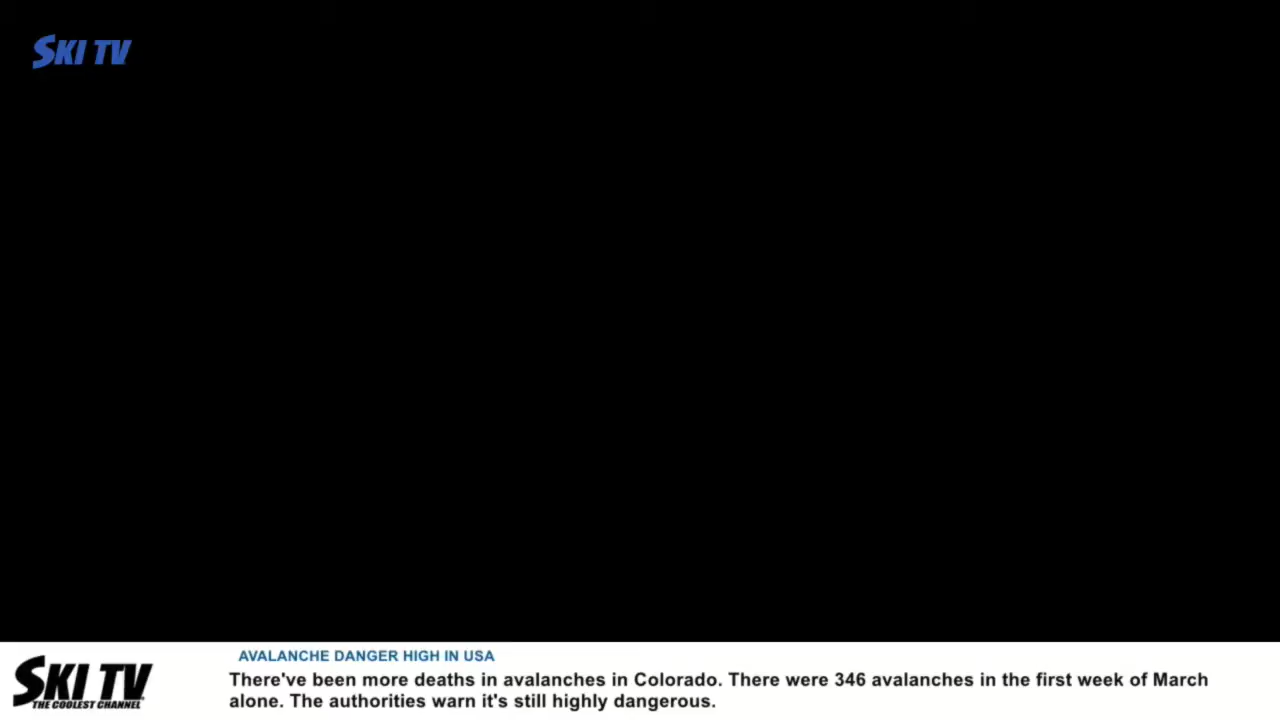 SKI TV
AVALANCHE DANGER HIGH IN USA
There've been more deaths in avalanches in Colorado. There were 346 avalanches in the first week of March
alone. The authorities warn it's still highly dangerous.
SKI TV
THE COOLEST CHANNEL